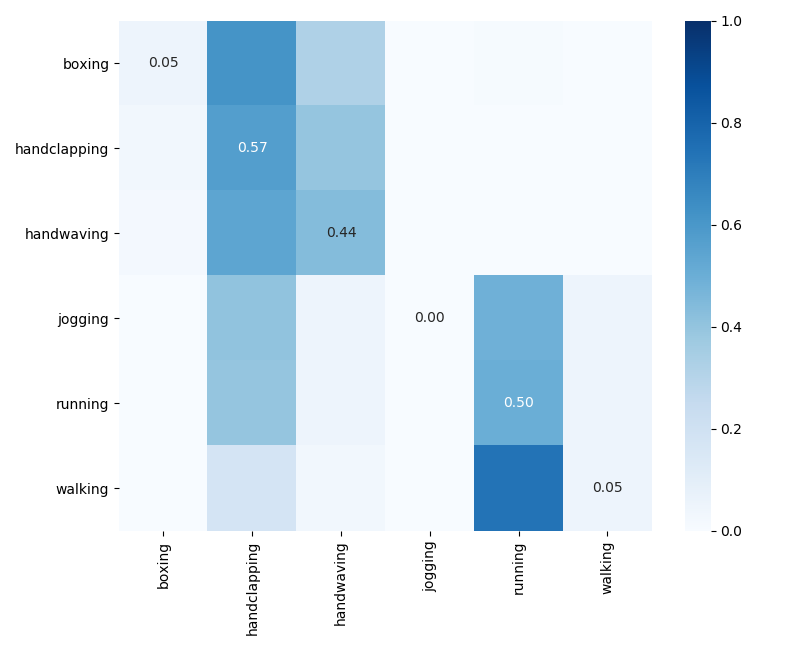 1.0
boxing 0.05
0.8
handclapping 0.57
0.6
handwaving 0.44
0.4
jogging 0.00
running 0.50
0.2
walking 0.05
0.0
boxing handclapping handwaving jogging running walking